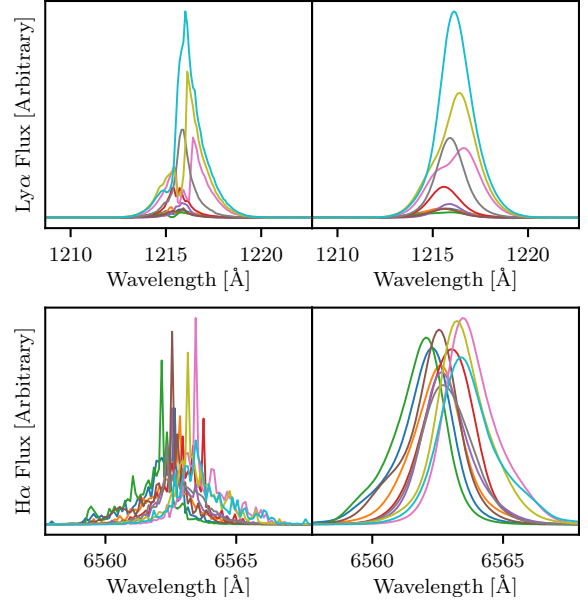 Lyα Flux [Arbitrary]
1210 1215 1220 1210 1215 1220
Wavelength [Å] Wavelength [Å]
Hα Flux [Arbitrary]
6560 6565 6560 6565
Wavelength [Å] Wavelength [Å]